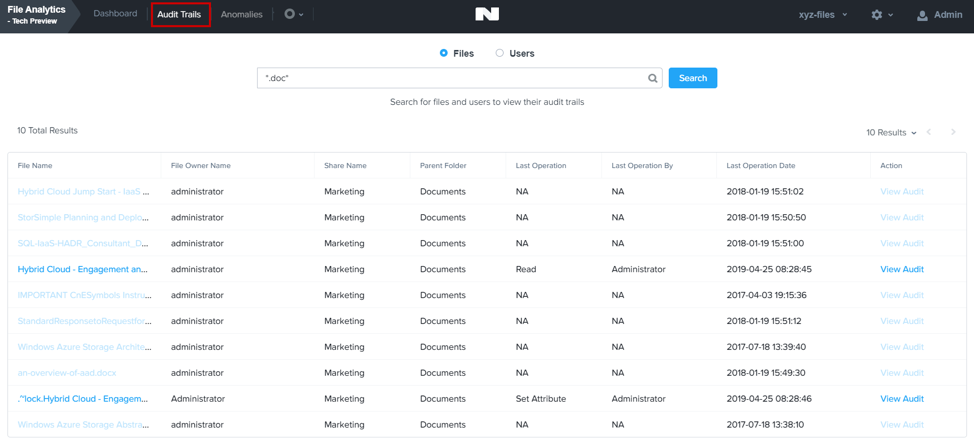 File Analytics
- Tech Preview
Dashboard Audit Trails Anomalies xyz-files Admin
Files Users
*.doc* Search
Search for files and users to view their audit trails
10 Total Results 10 Results
File Name File Owner Name Share Name Parent Folder Last Operation Last Operation By Last Operation Date Action
Hybrid Cloud Jump Start - IaaS ... administrator Marketing Documents NA NA 2018-01-19 15:51:02 View Audit
StorSimple Planning and Deplo... administrator Marketing Documents NA NA 2018-01-19 15:50:50 View Audit
SQL-IaaS-HADR_Consultant_D... administrator Marketing Documents NA NA 2018-01-19 15:51:00 View Audit
Hybrid Cloud - Engagement an... administrator Marketing Documents Read Administrator 2019-04-25 08:28:45 View Audit
IMPORTANT CnESymbols Instru... administrator Marketing Documents NA NA 2017-04-03 19:15:36 View Audit
StandardResponsetoRequestfor... administrator Marketing Documents NA NA 2018-01-19 15:51:12 View Audit
Windows Azure Storage Archite... administrator Marketing Documents NA NA 2017-07-18 13:39:40 View Audit
an-overview-of-aad.docx administrator Marketing Documents NA NA 2018-01-19 15:49:30 View Audit
.~lock.Hybrid Cloud - Engagem... Administrator Marketing Documents Set Attribute Administrator 2019-04-25 08:28:46 View Audit
Windows Azure Storage Abstra... administrator Marketing Documents NA NA 2017-07-18 13:38:10 View Audit